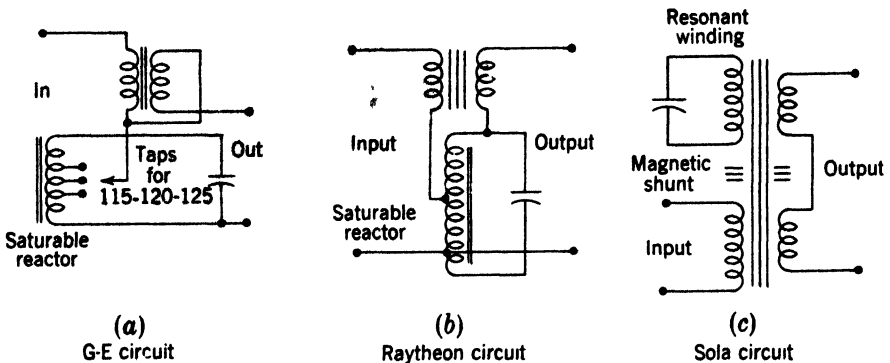 In
Taps
for
115-120-125
Out
Saturable
reactor
(a)
G-E circuit
Input
Output
Saturable
reactor
(b)
Raytheon circuit
Resonant
winding
Magnetic
shunt
Output
Input
(c)
Sola circuit